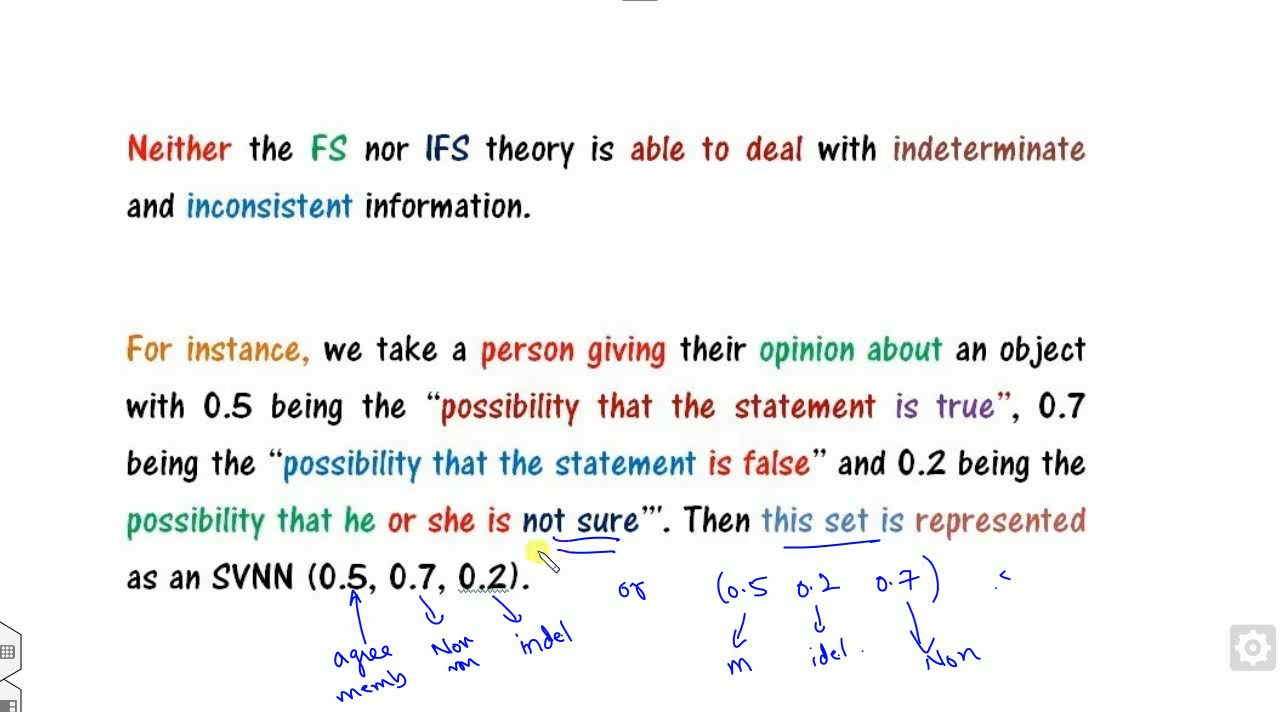 Neither the FS nor IFS theory is able to deal with indeterminate
and inconsistent information.
For instance, we take a person giving their opinion about an object
with 0.5 being the “possibility that the statement is true”, 0.7
being the “possibility that the statement is false” and 0.2 being the
possibility that he or she is not sure”’. Then this set is represented
as an SVNN (0.5, 0.7, 0.2).
or (0.5 0.2 0.7)
agree Non indel
memb
m idel. Non